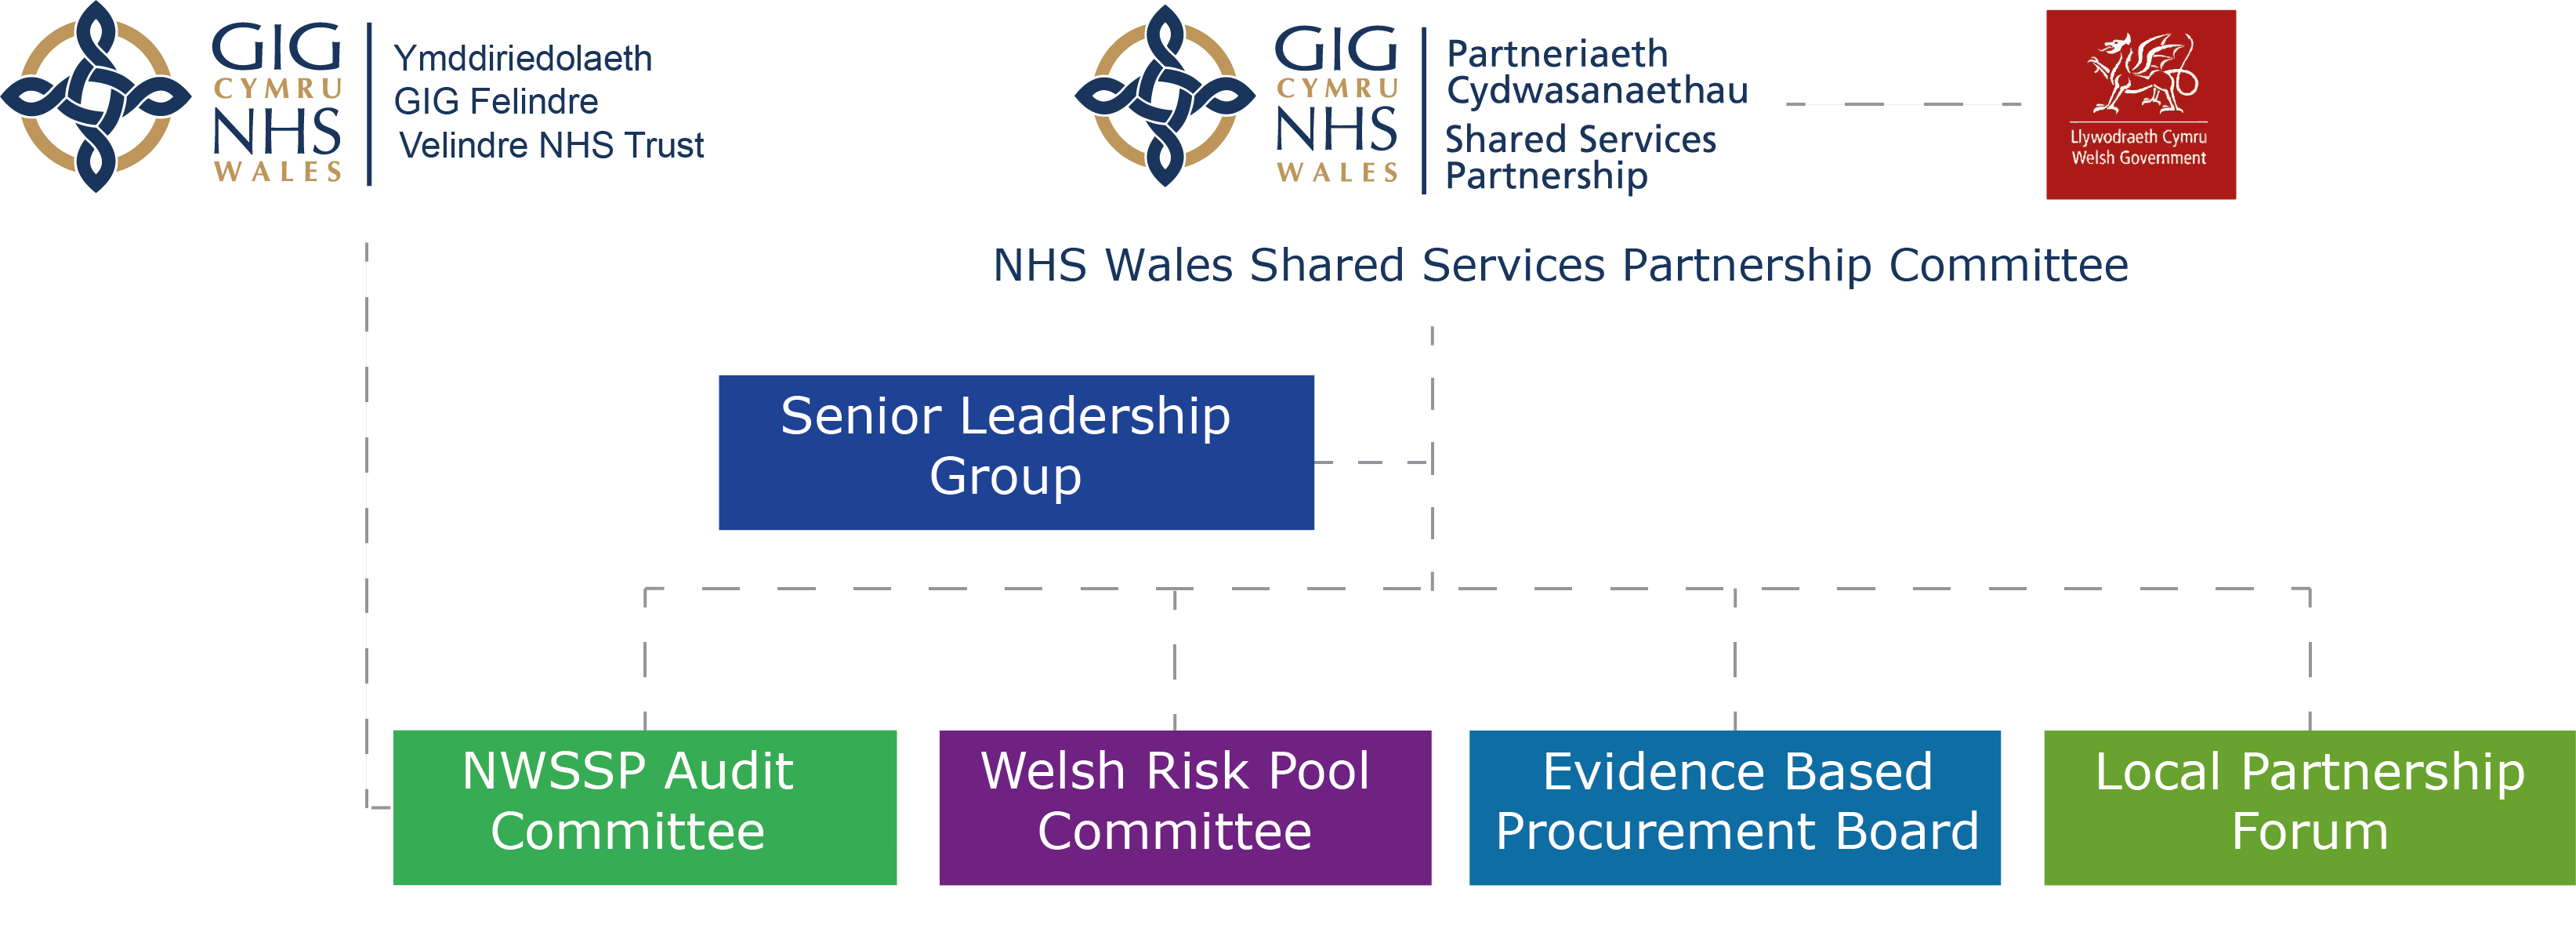 GIG
CYMRU
NHS
WALES
Ymddiriedolaeth
GIG Felindre
Velindre NHS Trust
GIG
CYMRU
NHS
WALES
Partneriaeth
Cydwasanaethau
Shared Services
Partnership
Llywodraeth Cymru
Welsh Government
NHS Wales Shared Services Partnership Committee
Senior Leadership
Group
NWSSP Audit
Committee
Welsh Risk Pool
Committee
Evidence Based
Procurement Board
Local Partnership
Forum